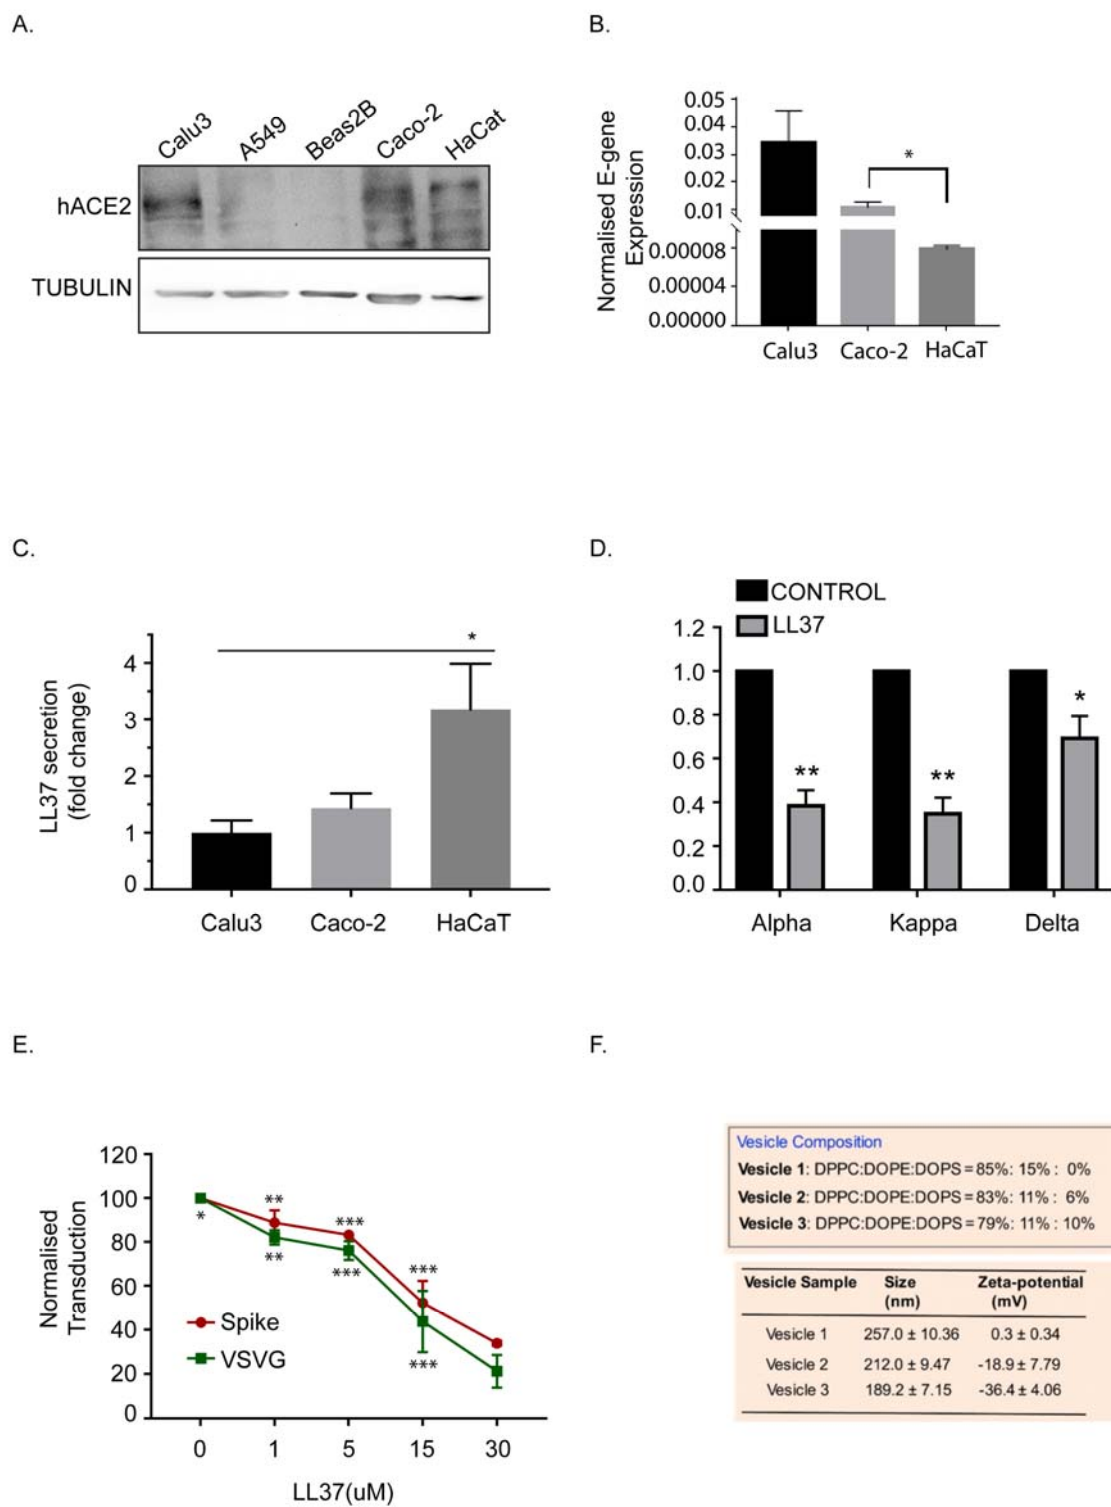 A.
Calu3 A549 Beas2B Caco-2 HaCat
hACE2
TUBULIN
B.
Normalised E-gene
Expression
0.05
0.04
0.03
0.02
0.01
0.00008
0.00004
0.00000
*
Calu3 Caco-2 HaCaT
C.
LL37 secretion
(fold change)
4
3
2
1
0
*
Calu3 Caco-2 HaCaT
D.
CONTROL
LL37
1.2
1.0
0.8
0.6
0.4
0.2
0.0
** ** *
Alpha Kappa Delta
E.
Normalised
Transduction
120
100
80
60
40
20
0
** *** ***
* ** *** ***
Spike
VSVG
0 1 5 15 30
LL37(uM)
F.
Vesicle Composition
Vesicle 1: DPPC:DOPE:DOPS = 85%: 15% : 0%
Vesicle 2: DPPC:DOPE:DOPS = 83%: 11% : 6%
Vesicle 3: DPPC:DOPE:DOPS = 79%: 11% : 10%
Vesicle Sample Size Zeta-potential
(nm) (mV)
Vesicle 1 257.0 ± 10.36 0.3 ± 0.34
Vesicle 2 212.0 ± 9.47 -18.9 ± 7.79
Vesicle 3 189.2 ± 7.15 -36.4 ± 4.06